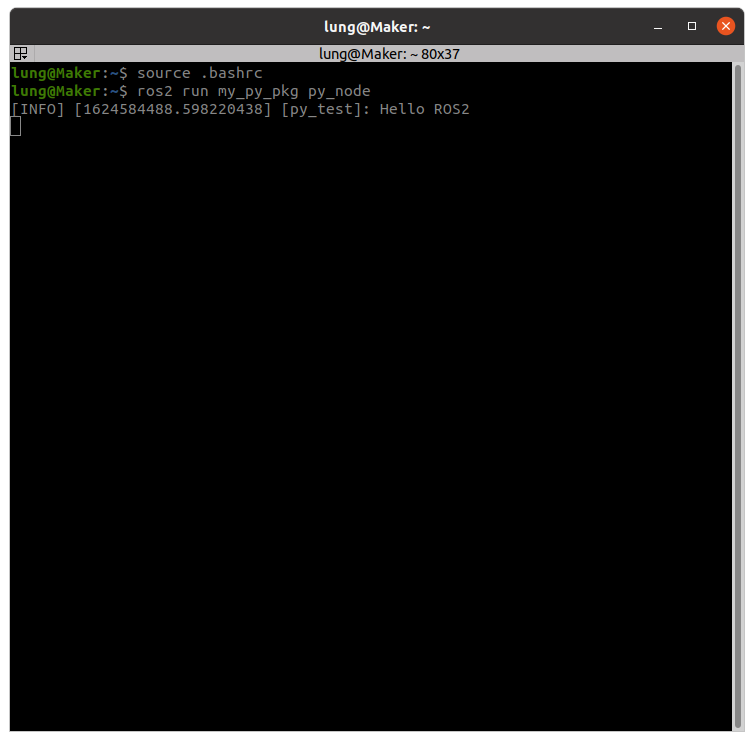 lung@Maker: ~
lung@Maker: ~ 80x37
lung@Maker:~$ source .bashrc
lung@Maker:~$ ros2 run my_py_pkg py_node
[INFO] [1624584488.598220438] [py_test]: Hello ROS2